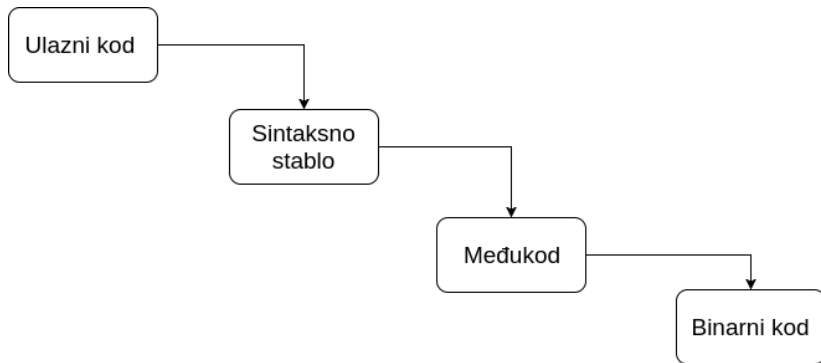 Ulazni kod
Sintaksno
stablo
Međukod
Binarni kod